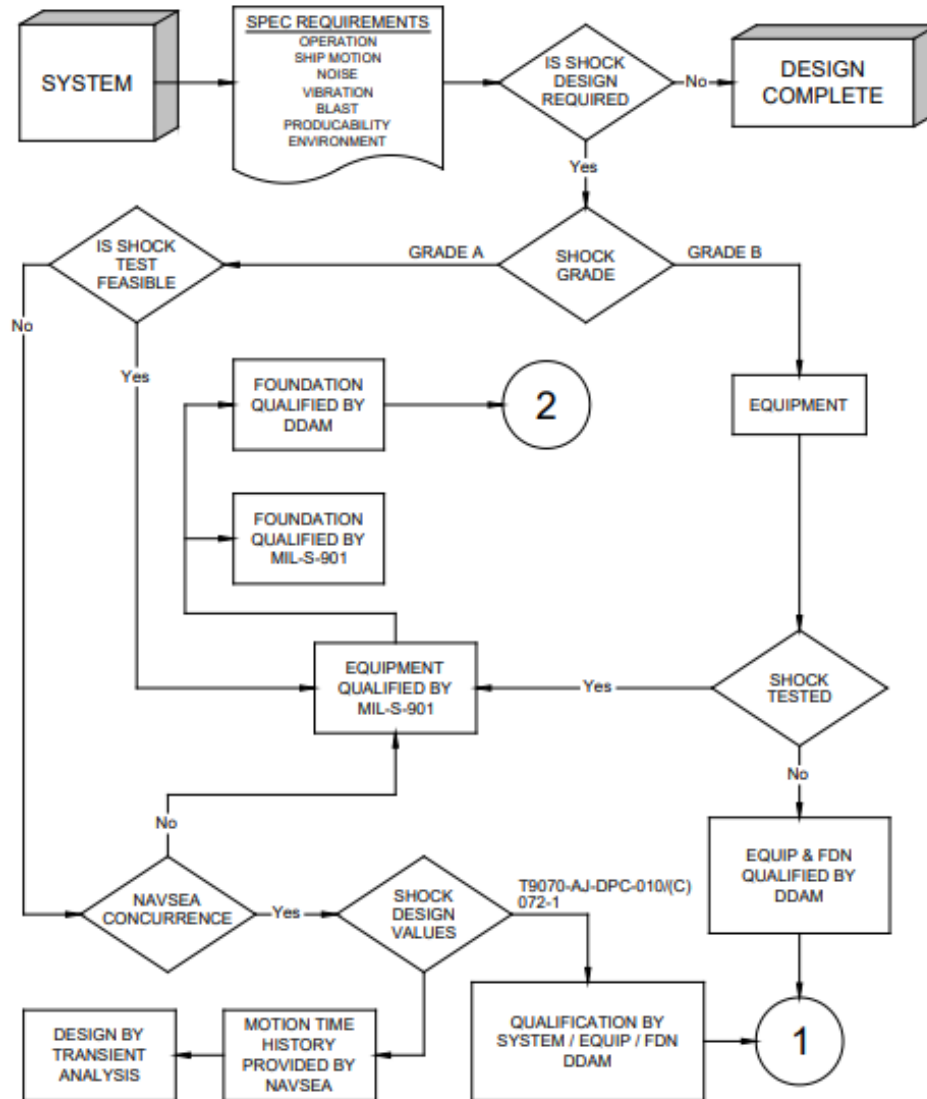 SYSTEM
SPEC REQUIREMENTS
OPERATION
SHIP MOTION
NOISE
VIBRATION
BLAST
PRODUCABILITY
ENVIRONMENT
IS SHOCK
DESIGN
REQUIRED
No
DESIGN
COMPLETE
Yes
IS SHOCK
TEST
FEASIBLE
GRADE A
SHOCK
GRADE
GRADE B
No
Yes
FOUNDATION
QUALIFIED BY
DDAM
2
EQUIPMENT
FOUNDATION
QUALIFIED BY
MIL-S-901
EQUIPMENT
QUALIFIED BY
MIL-S-901
Yes
SHOCK
TESTED
No
No
EQUIP & FDN
QUALIFIED BY
DDAM
NAVSEA
CONCURRENCE
Yes
SHOCK
DESIGN
VALUES
T9070-AJ-DPC-010/(C)
072-1
DESIGN BY
TRANSIENT
ANALYSIS
MOTION TIME
HISTORY
PROVIDED BY
NAVSEA
QUALIFICATION BY
SYSTEM / EQUIP / FDN
DDAM
1